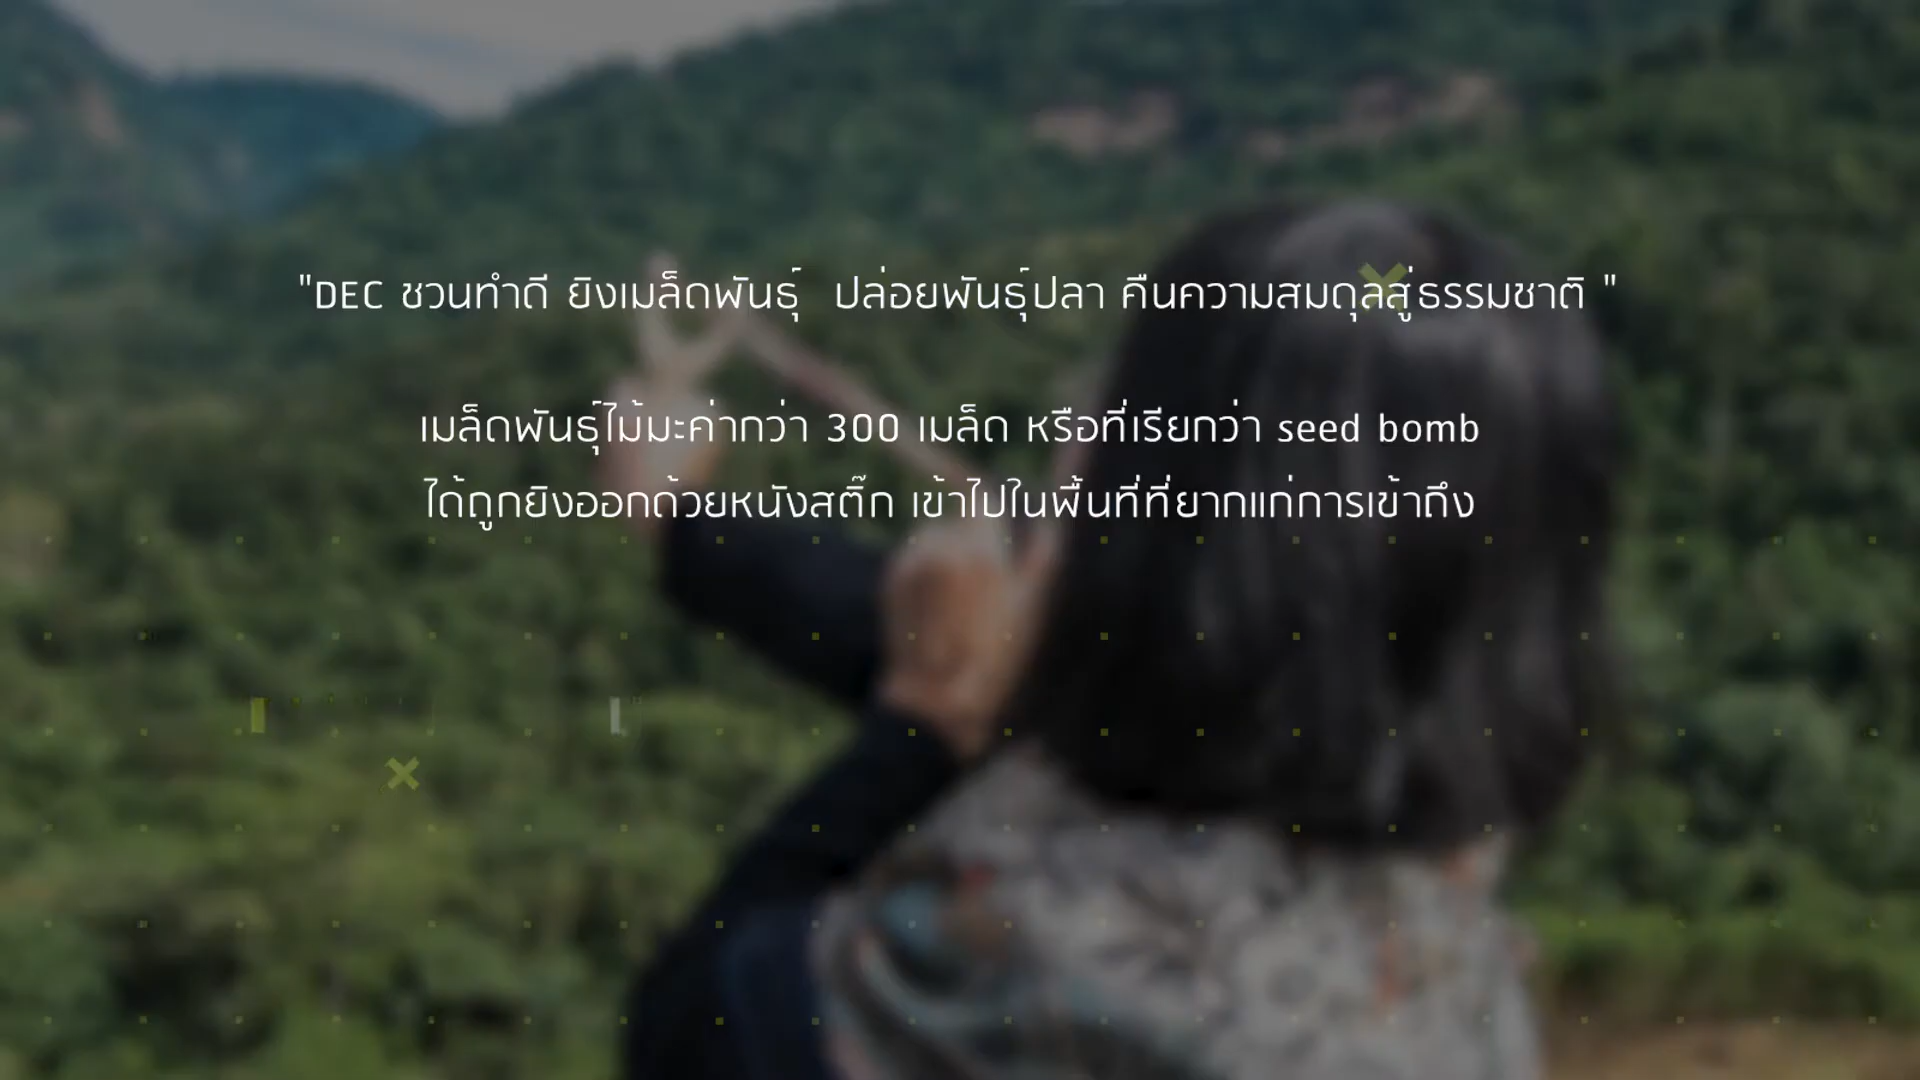 "DEC ชวนทำดี ยิงเมล็ดพันธุ์ ปล่อยพันธุ์ปลา คืนความสมดุลสู่ธรรมชาติ "
เมล็ดพันธุ์ไม้มะค่ากว่า 300 เมล็ด หรือที่เรียกว่า seed bomb
ได้ถูกยิงออกด้วยหนังสติ๊ก เข้าไปในพื้นที่ที่ยากแก่การเข้าถึง